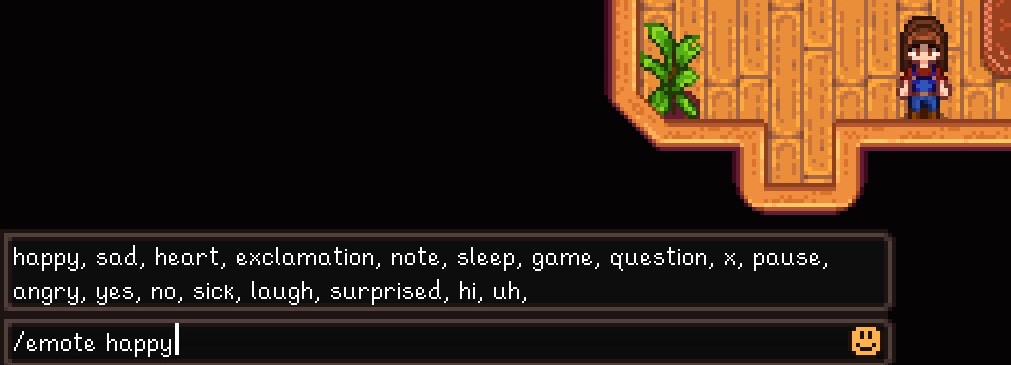 happy, sad, heart, exclamation, note, sleep, game, question, x, pause,
angry, yes, no, sick, laugh, surprised, hi, uh,
/emote happy